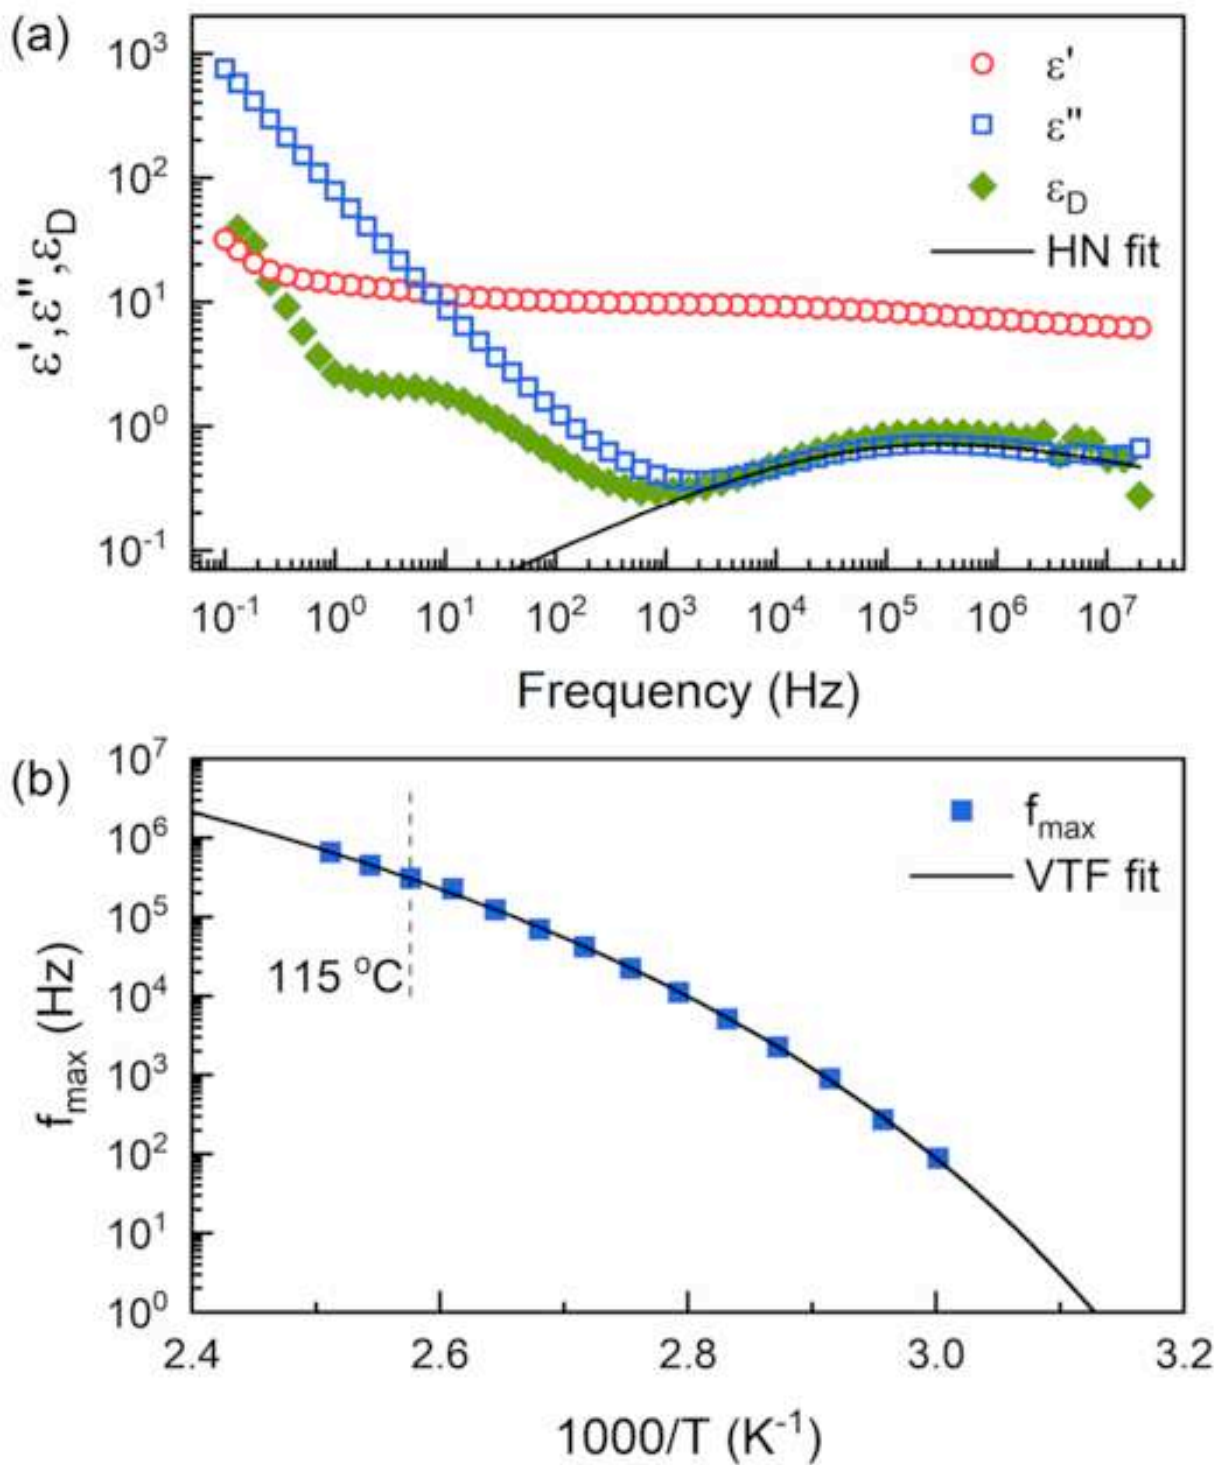 (a)
10³
10²
10¹
10⁰
10⁻¹
ε',ε'',ε_D
ε'
ε''
ε_D
HN fit
10⁻¹ 10⁰ 10¹ 10² 10³ 10⁴ 10⁵ 10⁶ 10⁷
Frequency (Hz)
(b)
10⁷
10⁶
10⁵
10⁴
10³
10²
10¹
10⁰
f_max (Hz)
f_max
VTF fit
115 °C
2.4 2.6 2.8 3.0 3.2
1000/T (K⁻¹)